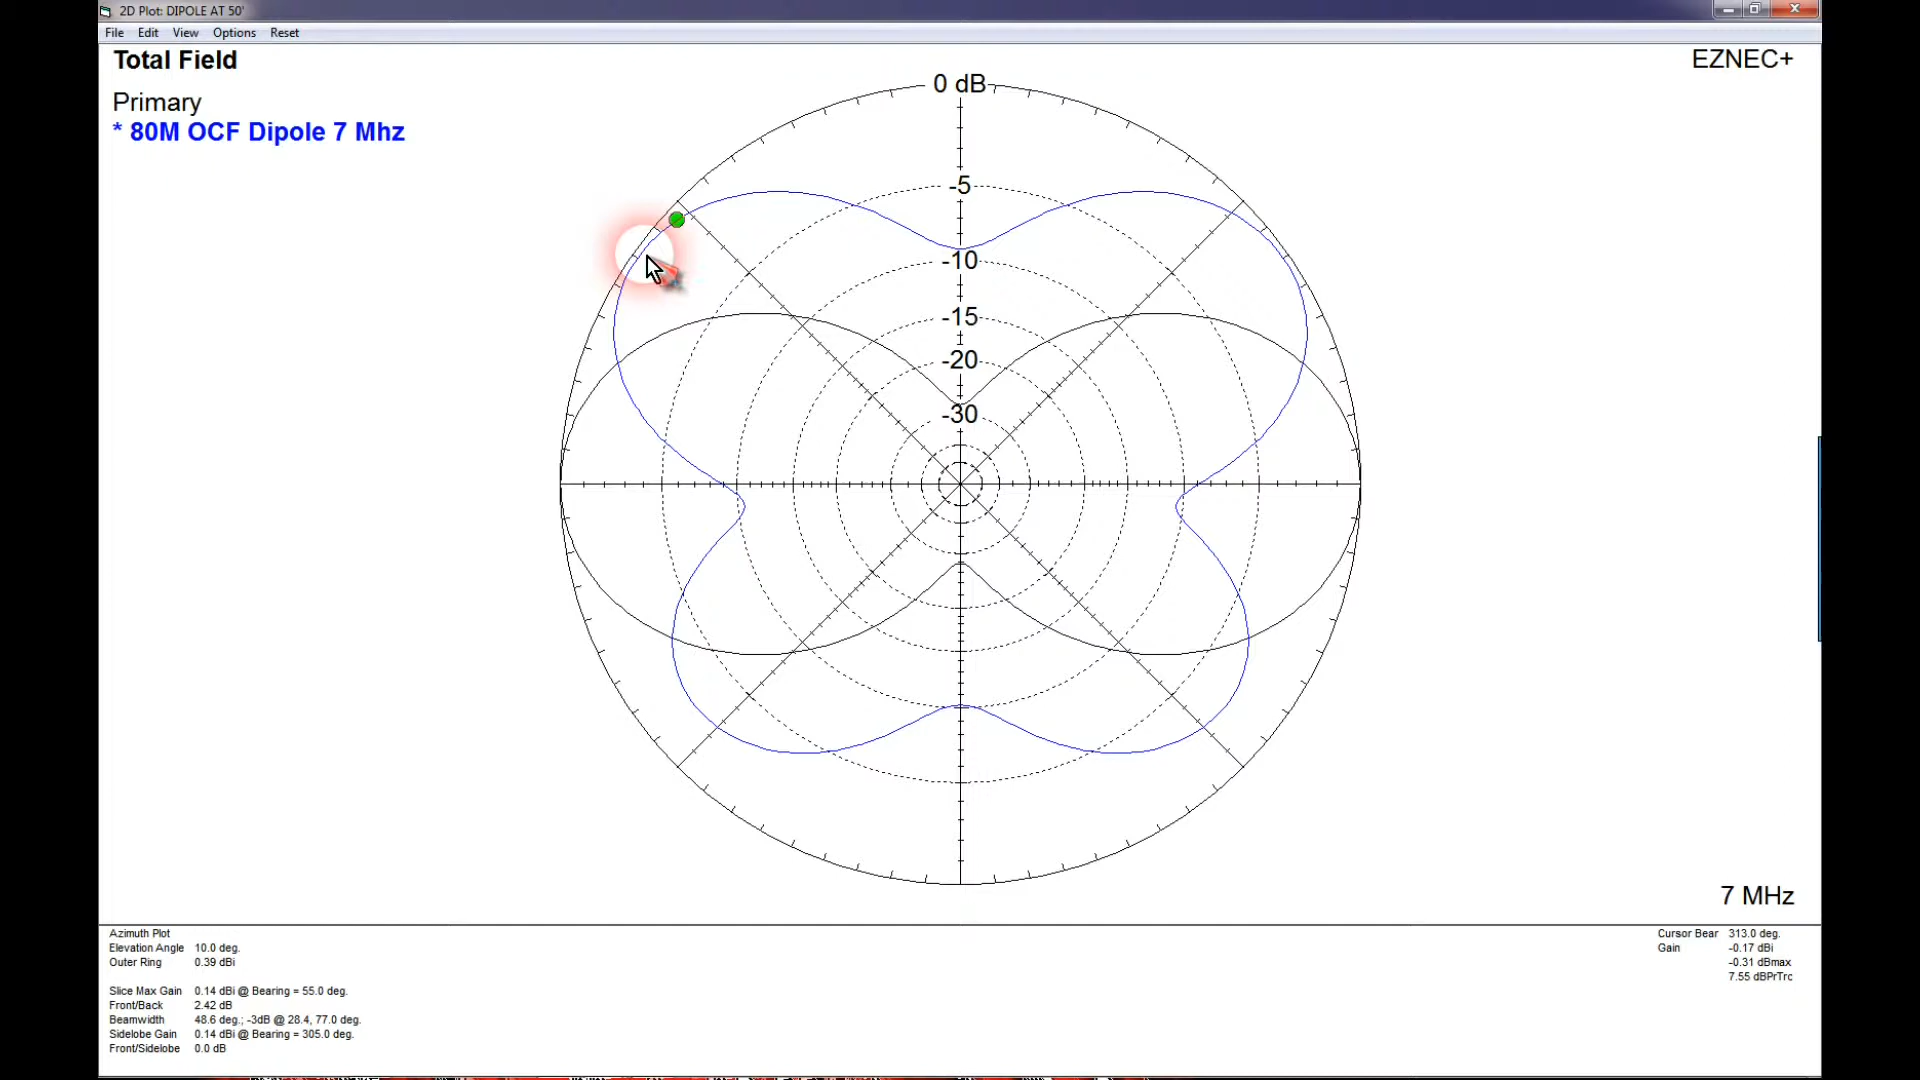 2D Plot: DIPOLE AT 50'
File Edit View Options Reset
Total Field
EZNEC+
Primary
* 80M OCF Dipole 7 Mhz
0 dB
-5
-10
-15
-20
-30
7 MHz
Azimuth Plot
Elevation Angle 10.0 deg.
Outer Ring 0.39 dBi
Slice Max Gain 0.14 dBi @ Bearing = 55.0 deg.
Front/Back 2.42 dB
Beamwidth 48.6 deg.; -3dB @ 28.4, 77.0 deg.
Sidelobe Gain 0.14 dBi @ Bearing = 305.0 deg.
Front/Sidelobe 0.0 dB
Cursor Bear 313.0 deg.
Gain -0.17 dBi
-0.31 dBmax
7.55 dBPrTrc